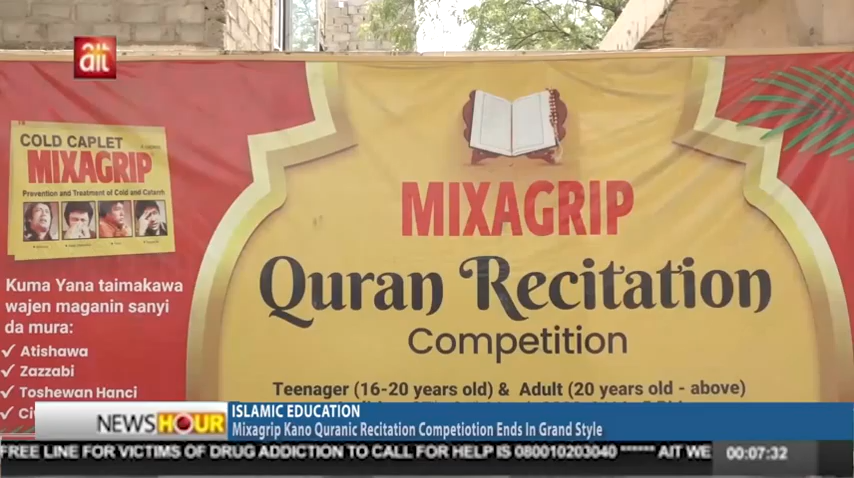 ait
COLD CAPLET
MIXAGRIP
Prevention and Treatment of Cold and Catarrh
Kuma Yana taimakawa
wajen maganin sanyi
da mura:
✓ Atishawa
✓ Zazzabi
✓ Toshewan Hanci
MIXAGRIP
Quran Recitation
Competition
Teenager (16-20 years old) & Adult (20 years old - above)
NEWSHOUR
ISLAMIC EDUCATION
Mixagrip Kano Quranic Recitation Competiotion Ends In Grand Style
FREE LINE FOR VICTIMS OF DRUG ADDICTION TO CALL FOR HELP IS 080010203040 ****** AIT WE
00:07:32